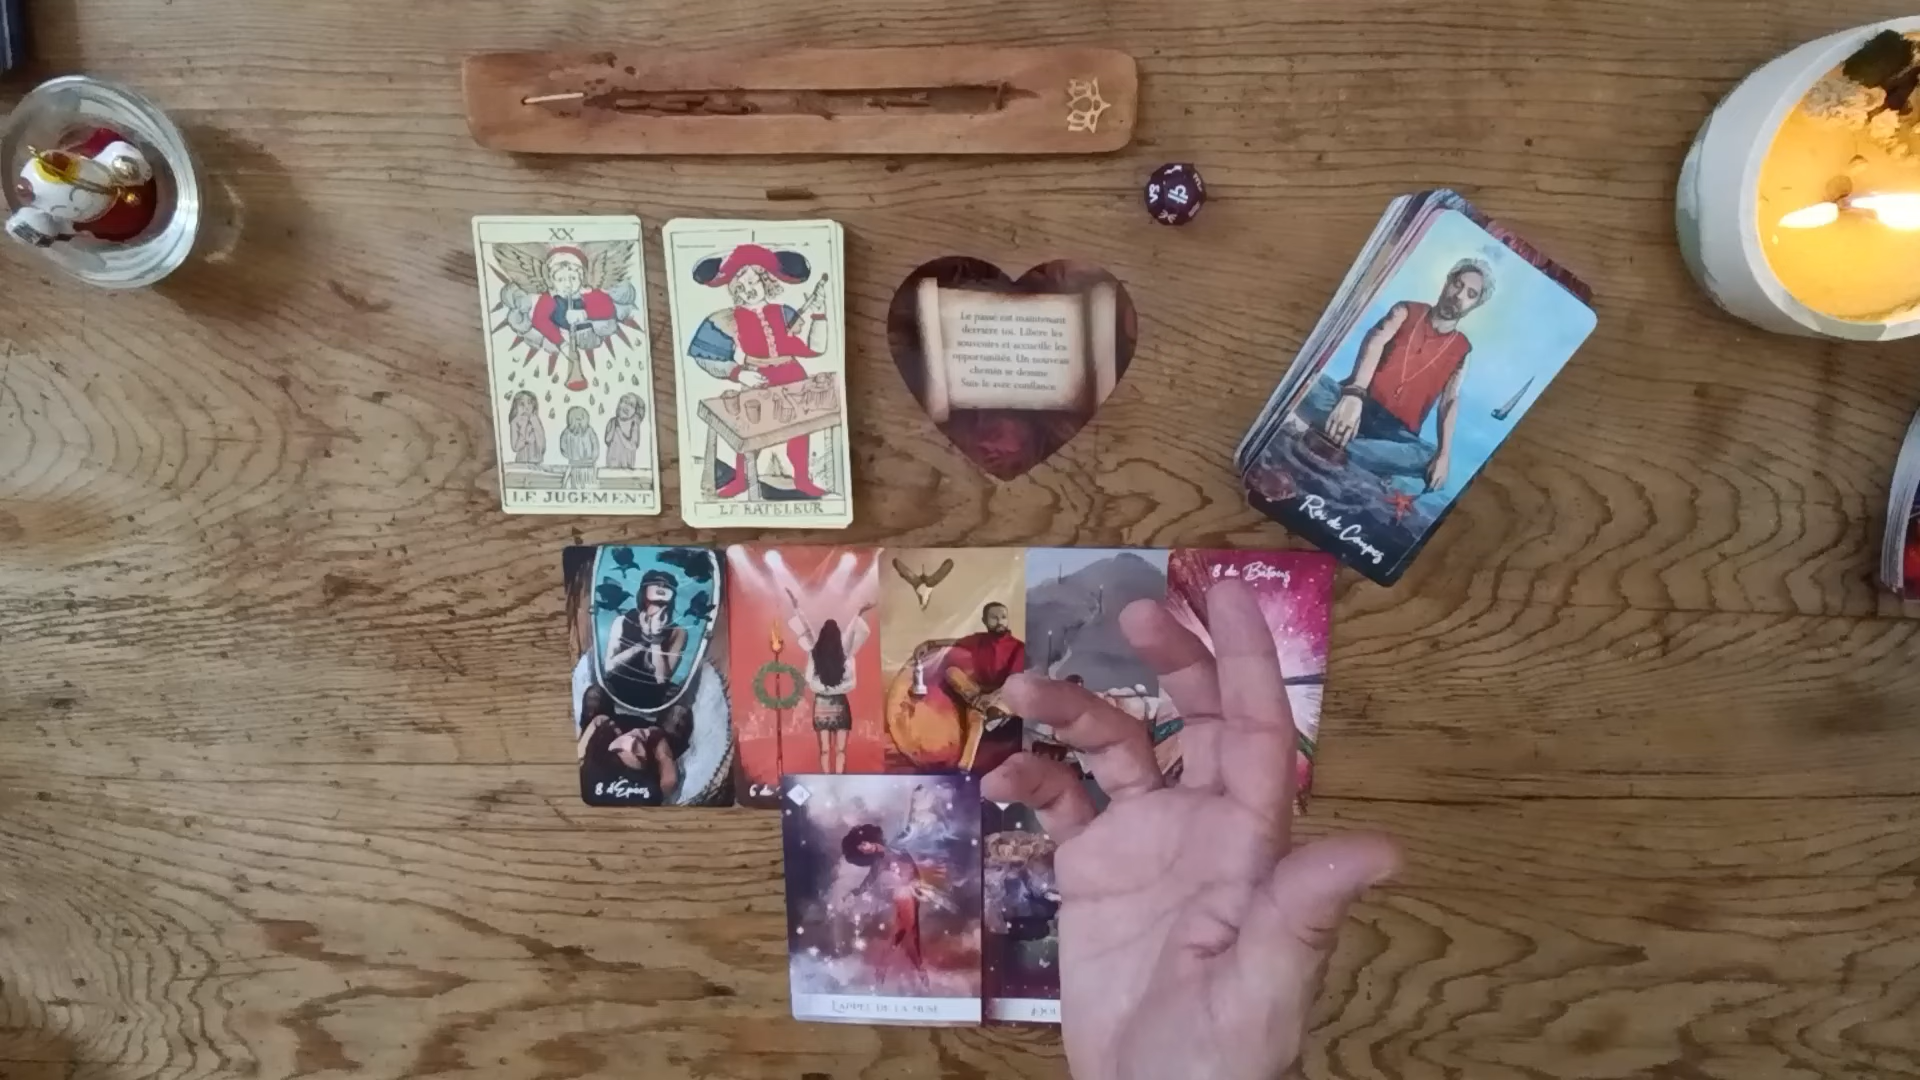 XX
LE JUGEMENT
LE BATELEUR
Le passé est maintenant
derrière toi. Libère les
souvenirs et accueille les
opportunités. Un nouveau
chemin se dessine.
Suis le avec confiance.
Roi de Coupes
8 de Bâtons
8 d'Épées
6 de
L'APPEL DE LA MUSE